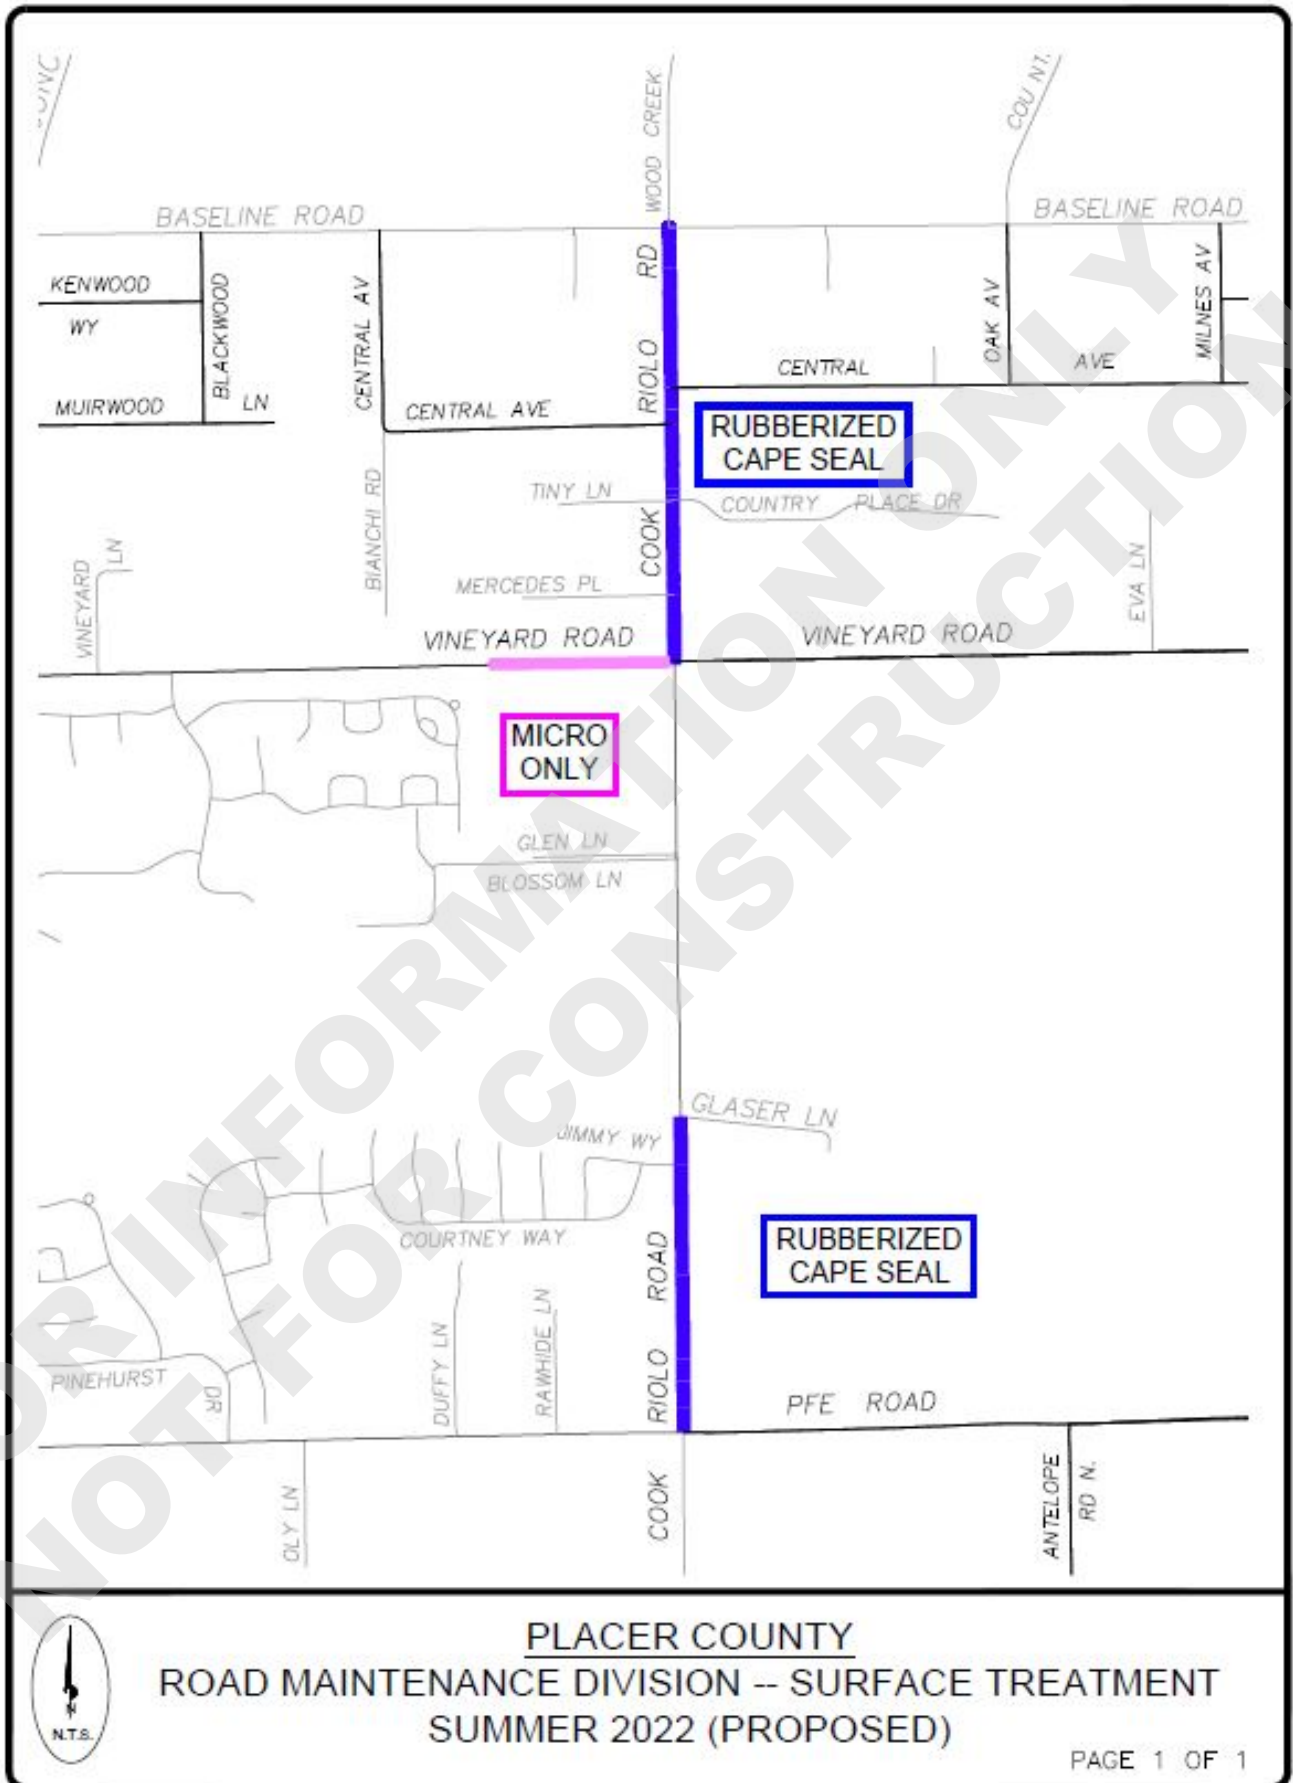 WOOD CREEK
COUNT.
BASELINE ROAD
BASELINE ROAD
KENWOOD
WY
BLACKWOOD
CENTRAL AV
RIOLO RD
OAK AV
MILNES AV
CENTRAL
AVE
MUIRWOOD
LN
CENTRAL AVE
RUBBERIZED
CAPE SEAL
TINY LN
COUNTRY PLACE DR
BIANCHI RD
COOK
VINEYARD
LN
MERCEDES PL
EVA LN
VINEYARD ROAD
VINEYARD ROAD
MICRO
ONLY
GLEN LN
BLOSSOM LN
GLASER LN
JIMMY WY
COURTNEY WAY
RIOLO ROAD
RUBBERIZED
CAPE SEAL
DUFFY LN
RAWHIDE LN
PINEHURST
DR
PFE ROAD
OLY LN
COOK
ANTELOPE
RD N.
FOR INFORMATION ONLY
NOT FOR CONSTRUCTION
N
N.T.S.
PLACER COUNTY
ROAD MAINTENANCE DIVISION -- SURFACE TREATMENT
SUMMER 2022 (PROPOSED)
PAGE 1 OF 1